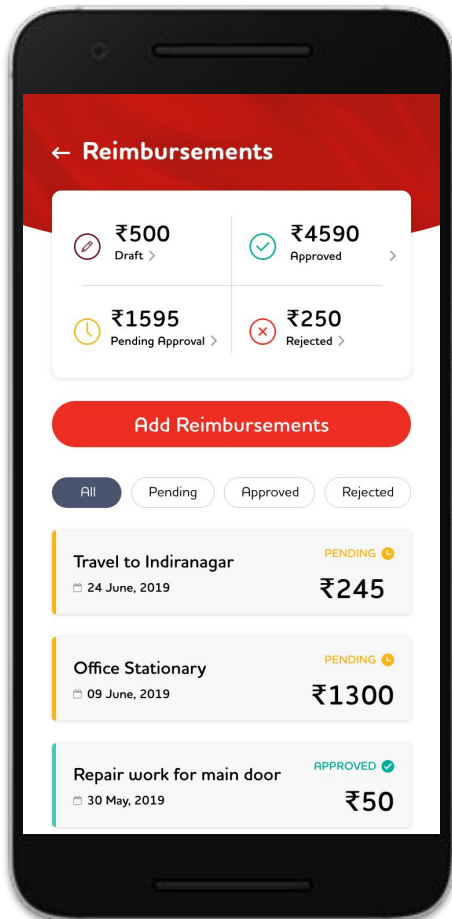 ← Reimbursements
₹500
Draft >
₹4590
Approved >
₹1595
Pending Approval >
₹250
Rejected >
Add Reimbursements
All Pending Approved Rejected
Travel to Indiranagar
PENDING
24 June, 2019
₹245
Office Stationary
PENDING
09 June, 2019
₹1300
Repair work for main door
APPROVED
30 May, 2019
₹50